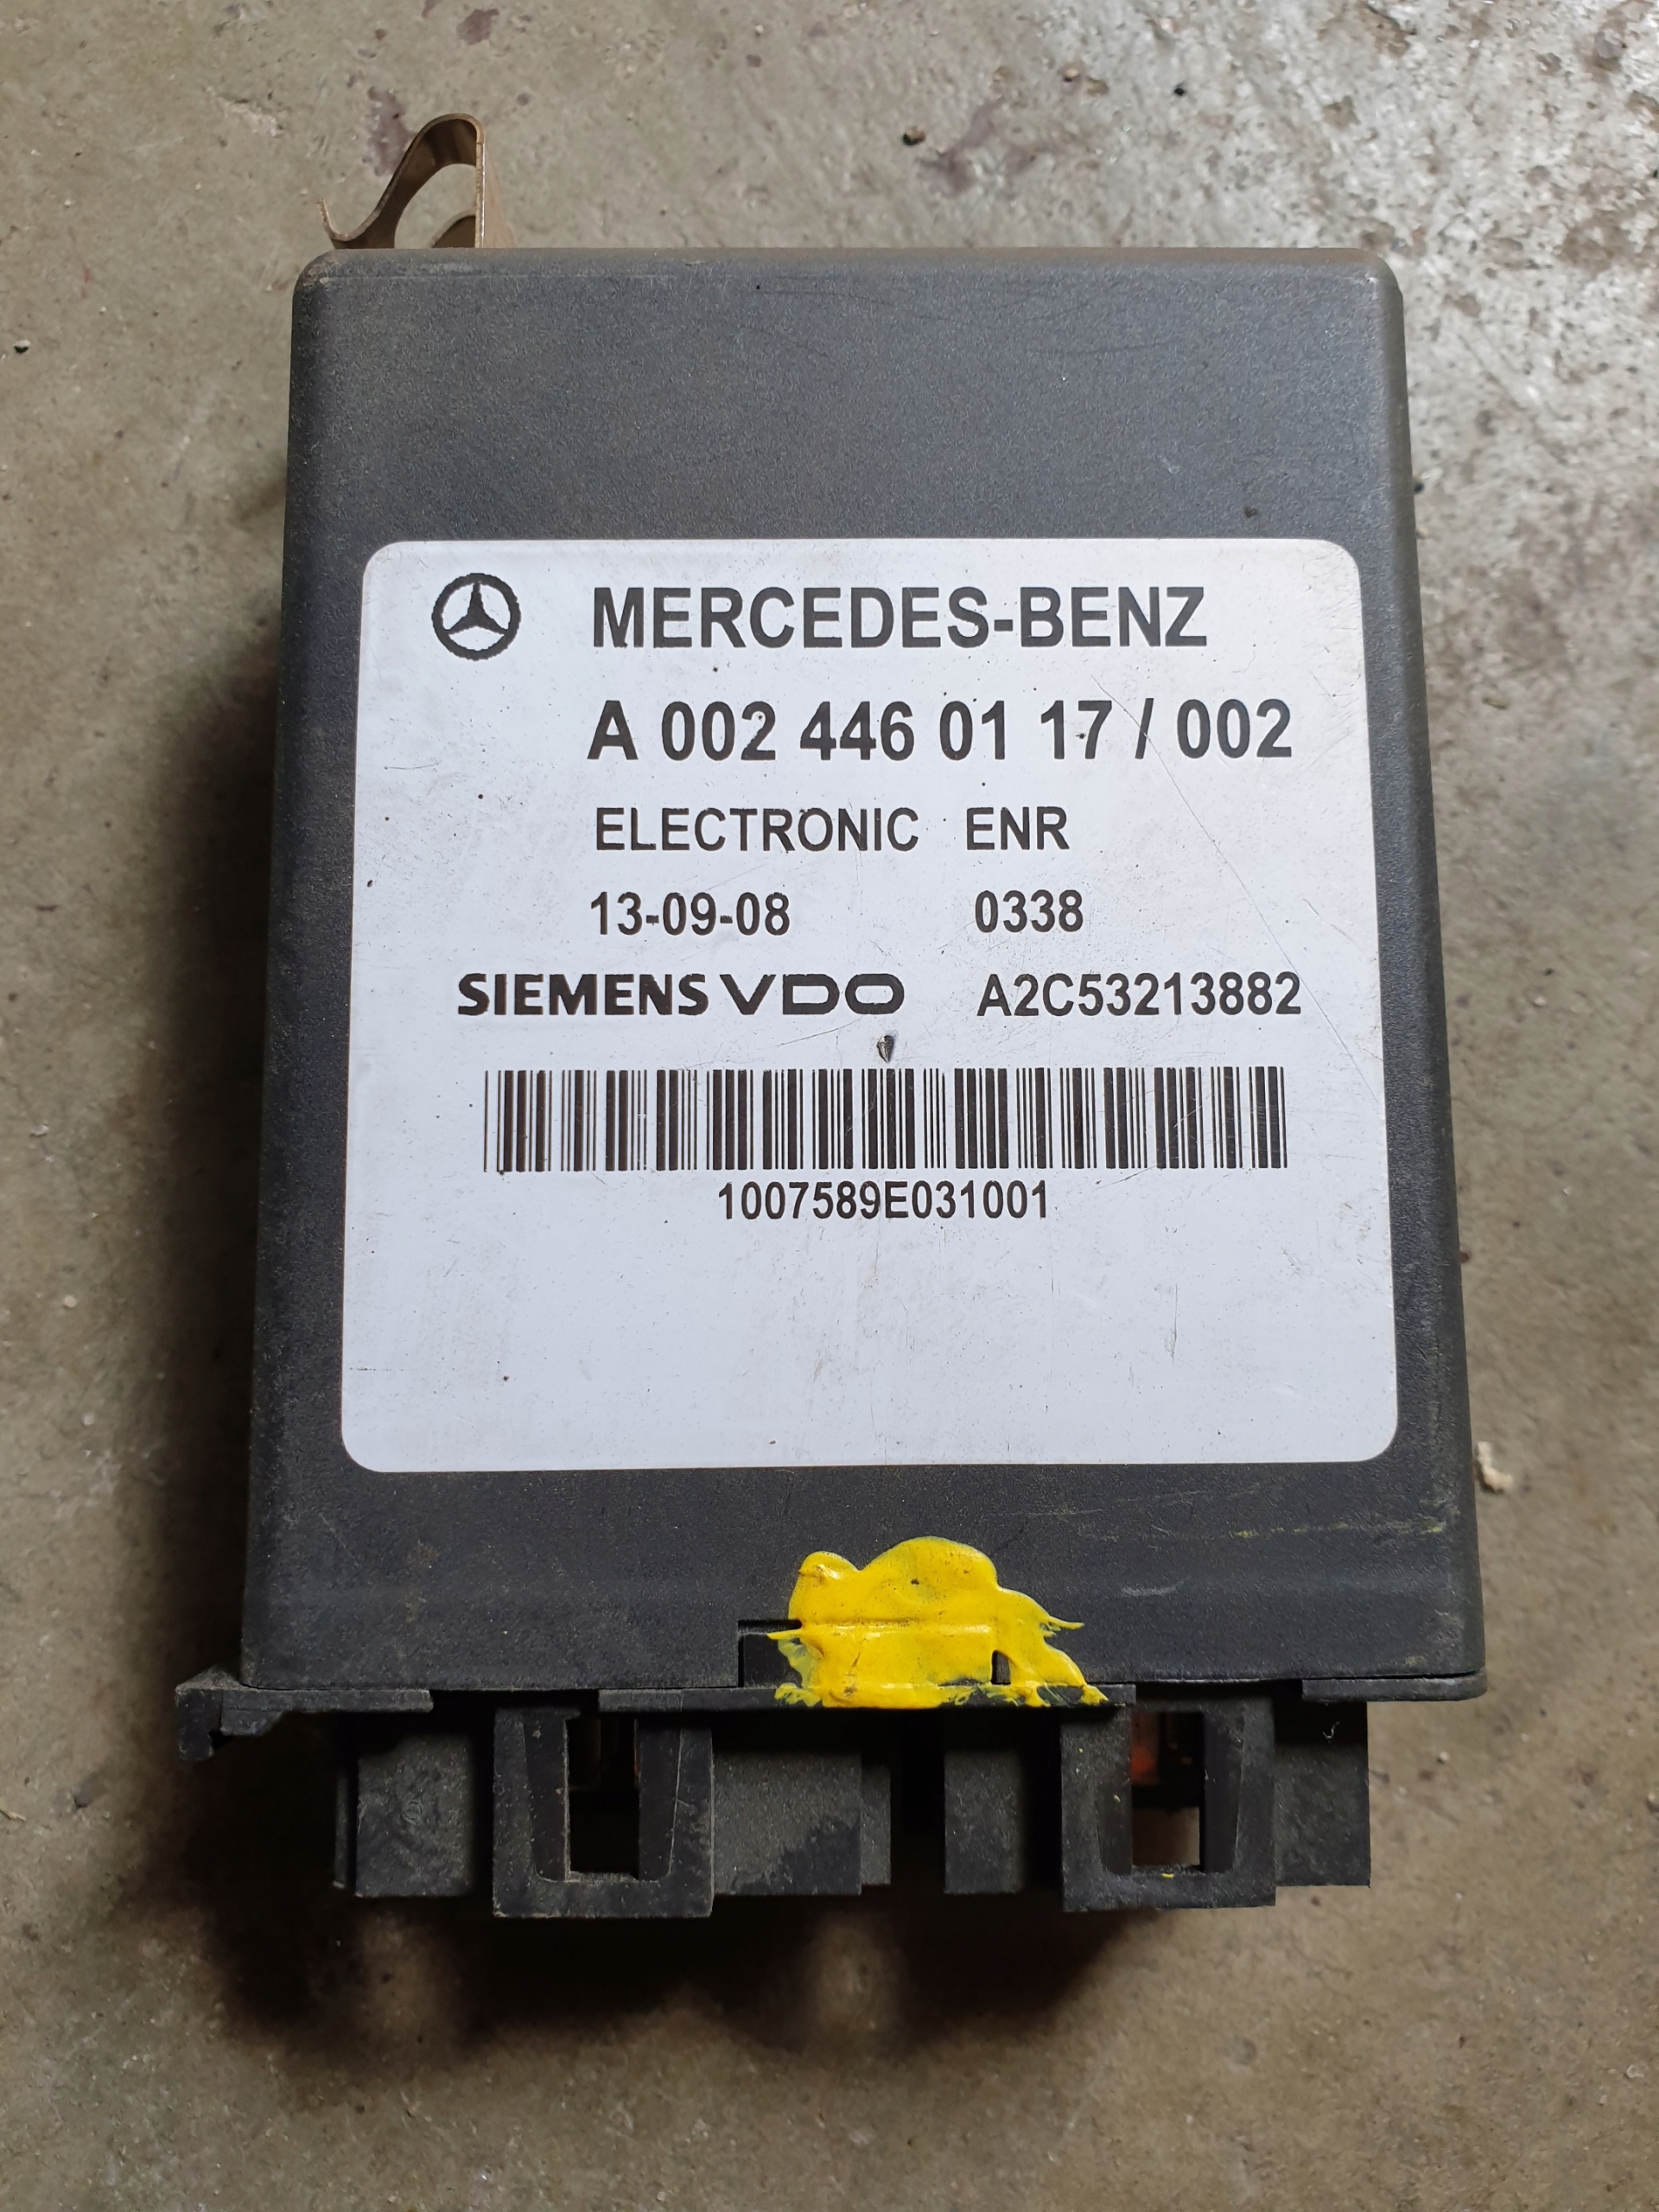 MERCEDES-BENZ
A 002 446 01 17 / 002
ELECTRONIC ENR
13-09-08 0338
SIEMENS VDO A2C53213882
1007589E031001